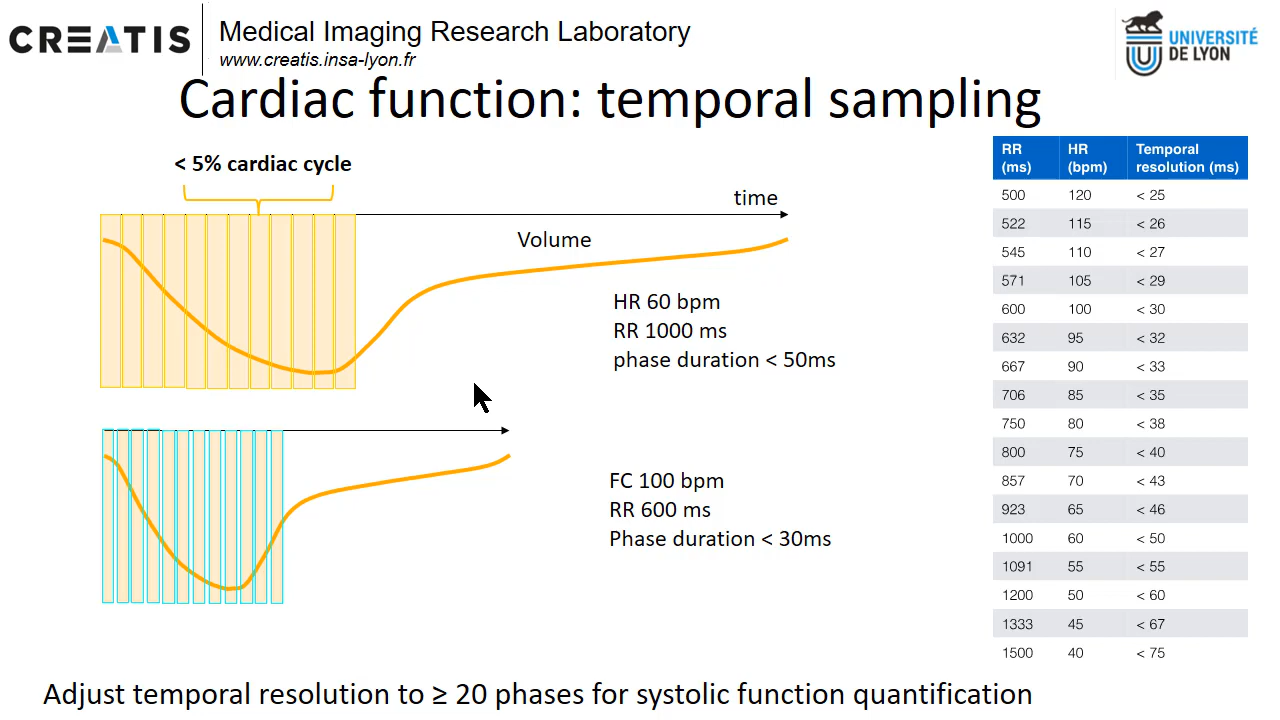 CREATIS
Medical Imaging Research Laboratory
www.creatis.insa-lyon.fr
UNIVERSITÉ
DE LYON
Cardiac function: temporal sampling
< 5% cardiac cycle
time
Volume
HR 60 bpm
RR 1000 ms
phase duration < 50ms
FC 100 bpm
RR 600 ms
Phase duration < 30ms
RR (ms) HR (bpm) Temporal resolution (ms)
500 120 < 25
522 115 < 26
545 110 < 27
571 105 < 29
600 100 < 30
632 95 < 32
667 90 < 33
706 85 < 35
750 80 < 38
800 75 < 40
857 70 < 43
923 65 < 46
1000 60 < 50
1091 55 < 55
1200 50 < 60
1333 45 < 67
1500 40 < 75
Adjust temporal resolution to ≥ 20 phases for systolic function quantification